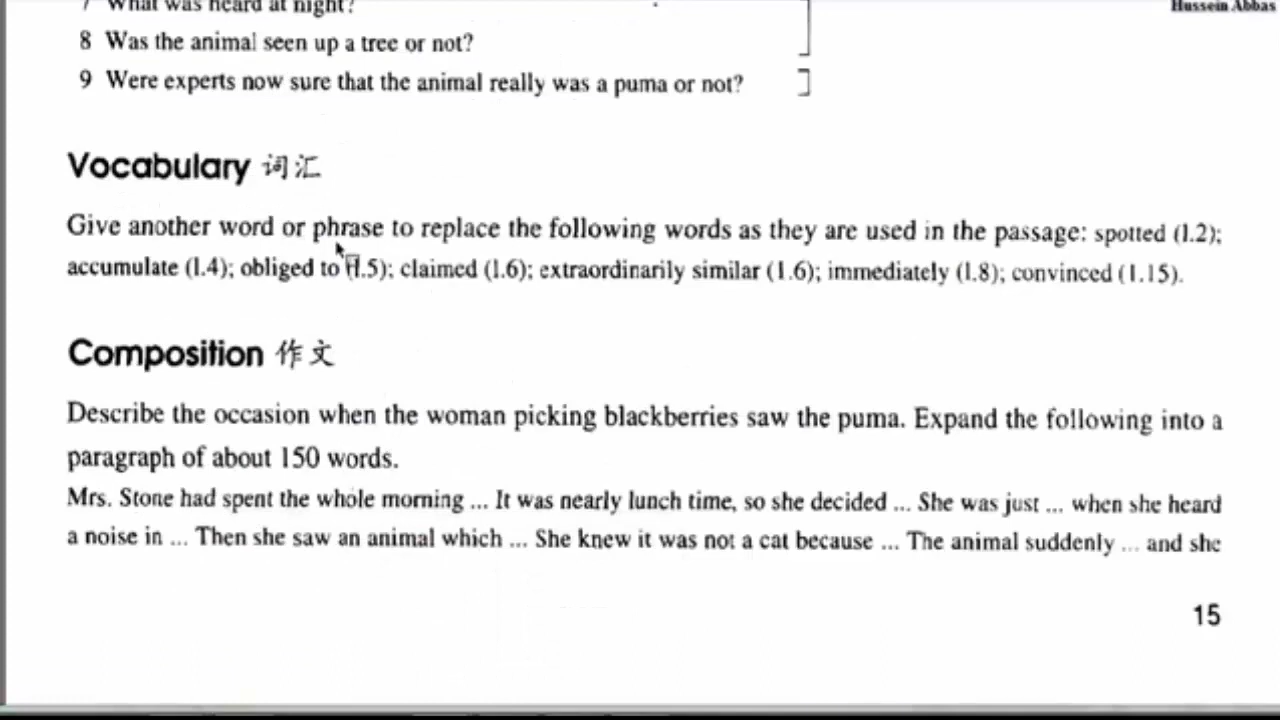 7 What was heard at night?
Hussein Abbas
8 Was the animal seen up a tree or not?
9 Were experts now sure that the animal really was a puma or not?
Vocabulary 词汇
Give another word or phrase to replace the following words as they are used in the passage: spotted (l.2);
accumulate (l.4); obliged to (l.5); claimed (l.6); extraordinarily similar (l.6); immediately (l.8); convinced (l.15).
Composition 作文
Describe the occasion when the woman picking blackberries saw the puma. Expand the following into a
paragraph of about 150 words.
Mrs. Stone had spent the whole morning ... It was nearly lunch time, so she decided ... She was just ... when she heard
a noise in ... Then she saw an animal which ... She knew it was not a cat because ... The animal suddenly ... and she
15